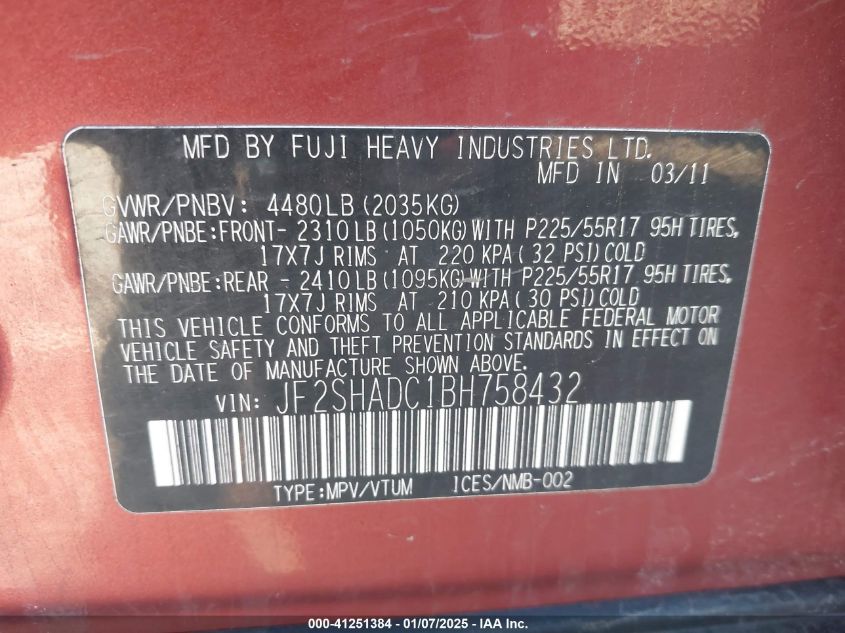 MFD BY FUJI HEAVY INDUSTRIES LTD.
MFD IN 03/11
GVWR/PNBV: 4480LB(2035KG)
GAWR/PNBE:FRONT- 2310LB(1050KG)WITH P225/55R17 95H TIRES,
17X7J RIMS AT 220 KPA(32 PSI)COLD
GAWR/PNBE:REAR - 2410LB(1095KG)WITH P225/55R17 95H TIRES,
17X7J RIMS AT 210 KPA(30 PSI)COLD
THIS VEHICLE CONFORMS TO ALL APPLICABLE FEDERAL MOTOR
VEHICLE SAFETY AND THEFT PREVENTION STANDARDS IN EFFECT ON
THE DATE OF MANUFACTURE SHOWN ABOVE.
VIN: JF2SHADC1BH758432
TYPE:MPV/VTUM ICES/NMB-002
000-41251384 - 01/07/2025 - IAA Inc.